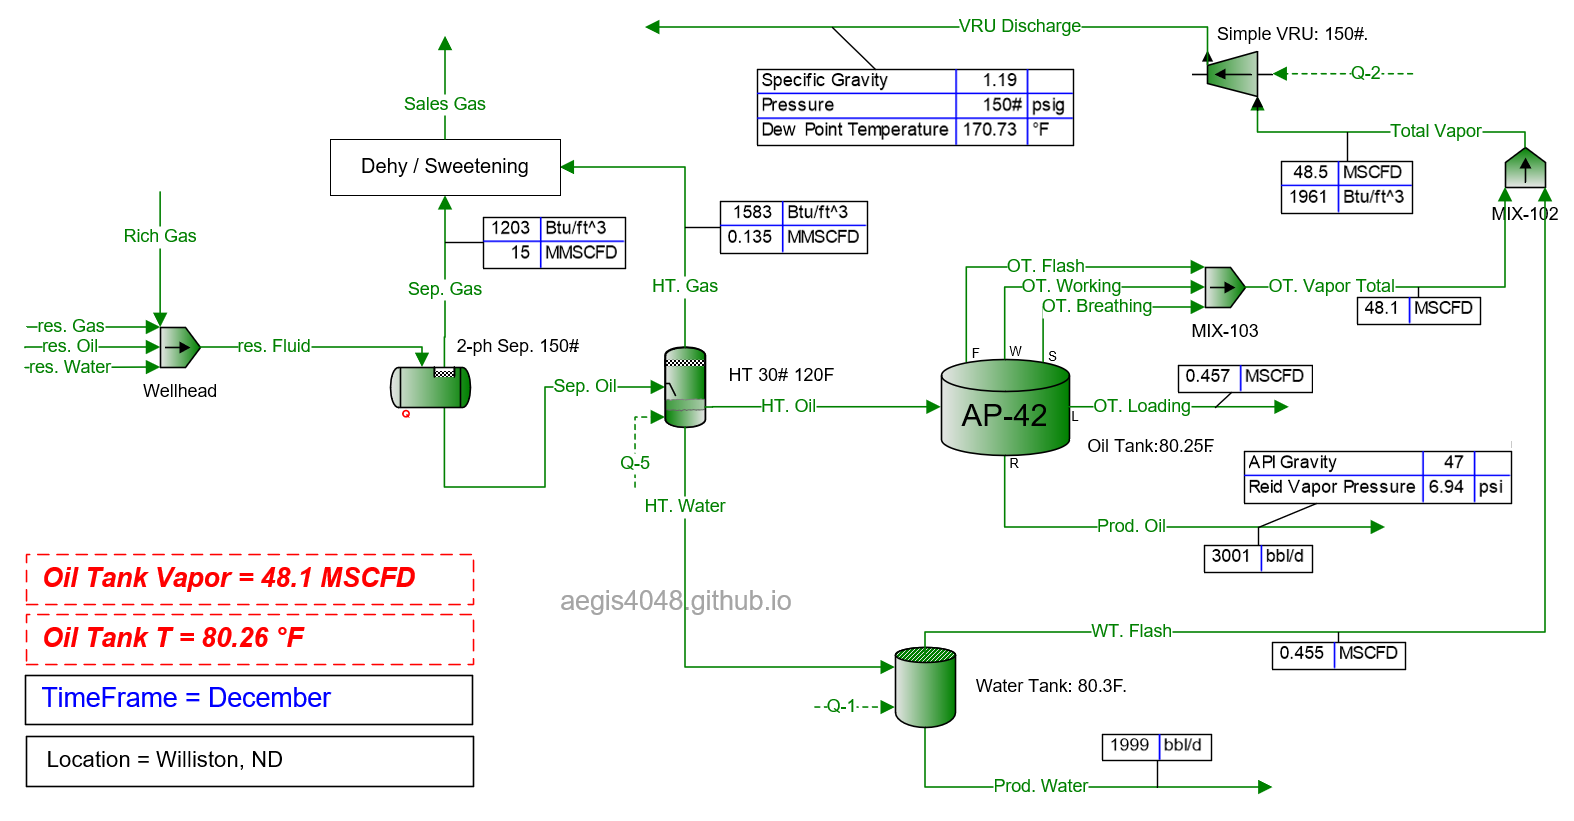 VRU Discharge
Simple VRU: 150#.
Specific Gravity 1.19
Pressure 150# psig
Dew Point Temperature 170.73 °F
Q-2
Sales Gas
Total Vapor
Dehy / Sweetening
48.5 MSCFD
1961 Btu/ft^3
MIX-102
Rich Gas
1203 Btu/ft^3
15 MMSCFD
1583 Btu/ft^3
0.135 MMSCFD
Sep. Gas
HT. Gas
OT. Flash
OT. Working
OT. Breathing
OT. Vapor Total
48.1 MSCFD
MIX-103
res. Gas
res. Oil
res. Water
res. Fluid
Wellhead
2-ph Sep. 150#
Q
Sep. Oil
HT 30# 120F
HT. Oil
F
W
S
AP-42
L
R
0.457 MSCFD
OT. Loading
Oil Tank:80.25F.
Q-5
HT. Water
API Gravity 47
Reid Vapor Pressure 6.94 psi
Prod. Oil
3001 bbl/d
Oil Tank Vapor = 48.1 MSCFD
Oil Tank T = 80.26 °F
TimeFrame = December
Location = Williston, ND
aegis4048.github.io
WT. Flash
0.455 MSCFD
Water Tank: 80.3F.
Q-1
1999 bbl/d
Prod. Water